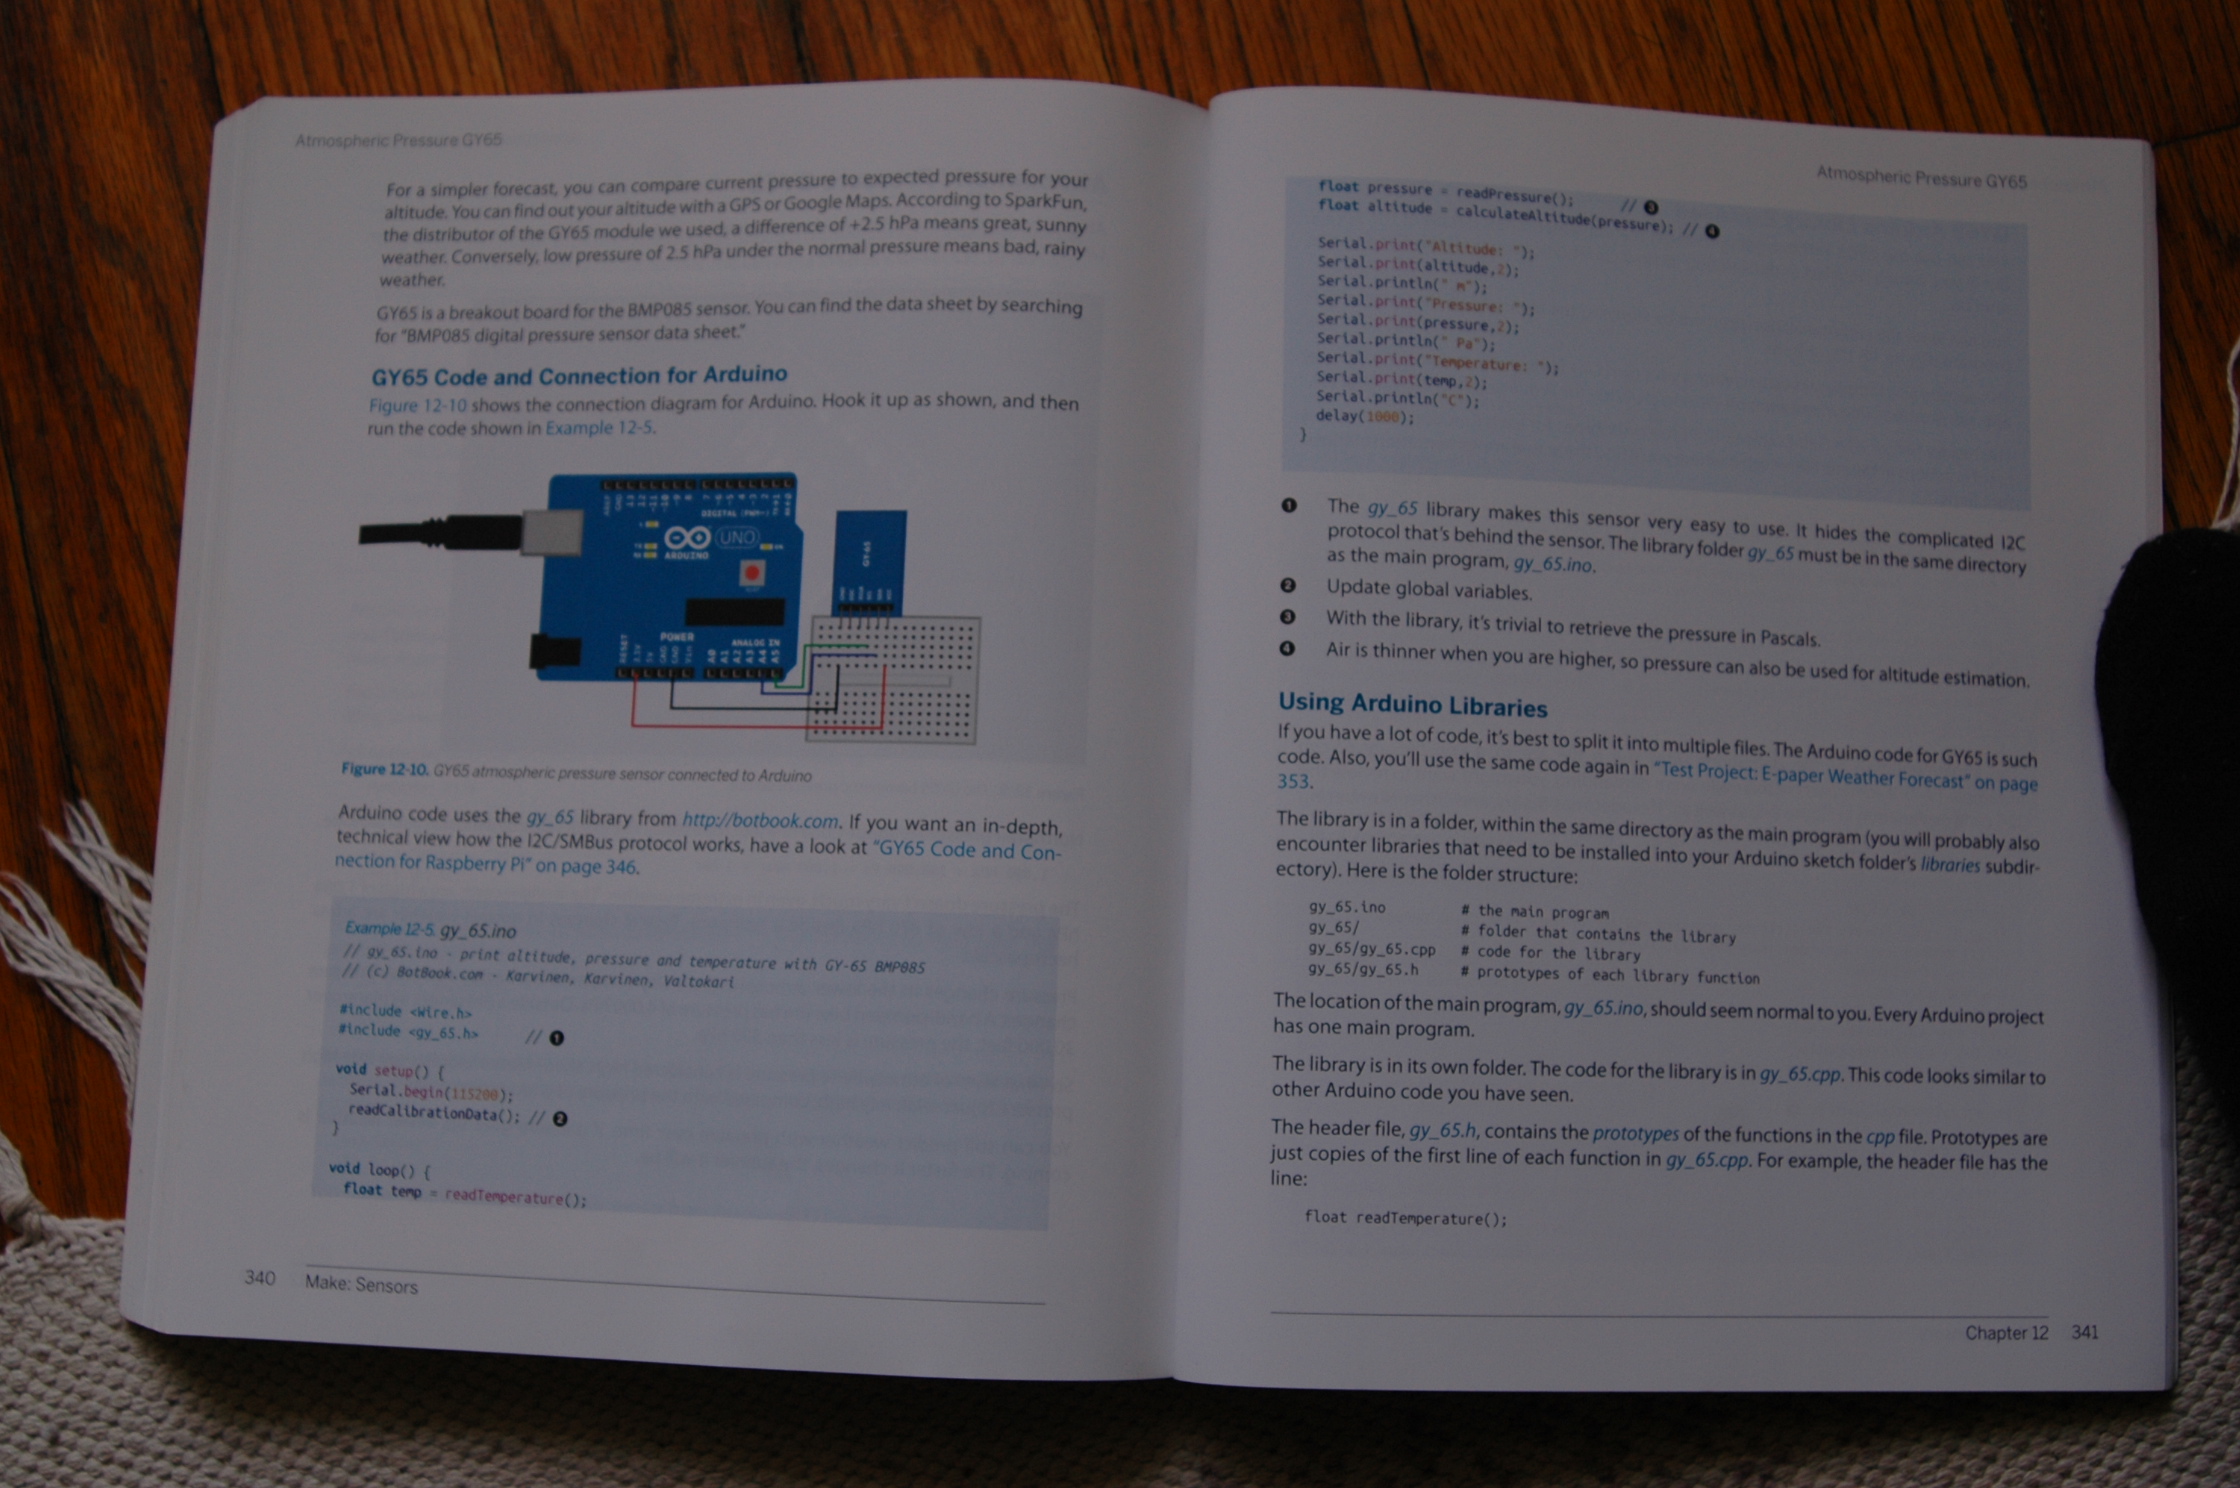 Atmospheric Pressure GY65
For a simpler forecast, you can compare current pressure to expected pressure for your
altitude. You can find out your altitude with a GPS or Google Maps. According to SparkFun,
the distributor of the GY65 module we used, a difference of +2.5 hPa means great, sunny
weather. Conversely, low pressure of 2.5 hPa under the normal pressure means bad, rainy
weather.
GY65 is a breakout board for the BMP085 sensor. You can find the data sheet by searching
for “BMP085 digital pressure sensor data sheet.”
GY65 Code and Connection for Arduino
Figure 12-10 shows the connection diagram for Arduino. Hook it up as shown, and then
run the code shown in Example 12-5.
GY-65
DIGITAL (PWM~)
UNO
ARDUINO
RESET
3.3V
5V
GND
GND
VIN
POWER
A0
A1
A2
A3
A4
A5
ANALOG IN
Figure 12-10. GY65 atmospheric pressure sensor connected to Arduino
Arduino code uses the gy_65 library from http://botbook.com. If you want an in-depth,
technical view how the I2C/SMBus protocol works, have a look at “GY65 Code and Con-
nection for Raspberry Pi” on page 346.
Example 12-5. gy_65.ino
// gy_65.ino - print altitude, pressure and temperature with GY-65 BMP085
// (c) BotBook.com - Karvinen, Karvinen, Valtokari
#include <Wire.h>
#include <gy_65.h> // ❶
void setup() {
Serial.begin(115200);
readCalibrationData(); // ❷
}
void loop() {
float temp = readTemperature();
340 Make: Sensors
Atmospheric Pressure GY65
float pressure = readPressure(); // ❸
float altitude = calculateAltitude(pressure); // ❹
Serial.print("Altitude: ");
Serial.print(altitude,2);
Serial.println(" m");
Serial.print("Pressure: ");
Serial.print(pressure,2);
Serial.println(" Pa");
Serial.print("Temperature: ");
Serial.print(temp,2);
Serial.println("C");
delay(1000);
}
❶ The gy_65 library makes this sensor very easy to use. It hides the complicated I2C
protocol that’s behind the sensor. The library folder gy_65 must be in the same directory
as the main program, gy_65.ino.
❷ Update global variables.
❸ With the library, it’s trivial to retrieve the pressure in Pascals.
❹ Air is thinner when you are higher, so pressure can also be used for altitude estimation.
Using Arduino Libraries
If you have a lot of code, it’s best to split it into multiple files. The Arduino code for GY65 is such
code. Also, you’ll use the same code again in “Test Project: E-paper Weather Forecast” on page
353.
The library is in a folder, within the same directory as the main program (you will probably also
encounter libraries that need to be installed into your Arduino sketch folder’s libraries subdir-
ectory). Here is the folder structure:
gy_65.ino # the main program
gy_65/ # folder that contains the library
gy_65/gy_65.cpp # code for the library
gy_65/gy_65.h # prototypes of each library function
The location of the main program, gy_65.ino, should seem normal to you. Every Arduino project
has one main program.
The library is in its own folder. The code for the library is in gy_65.cpp. This code looks similar to
other Arduino code you have seen.
The header file, gy_65.h, contains the prototypes of the functions in the cpp file. Prototypes are
just copies of the first line of each function in gy_65.cpp. For example, the header file has the
line:
float readTemperature();
Chapter 12 341